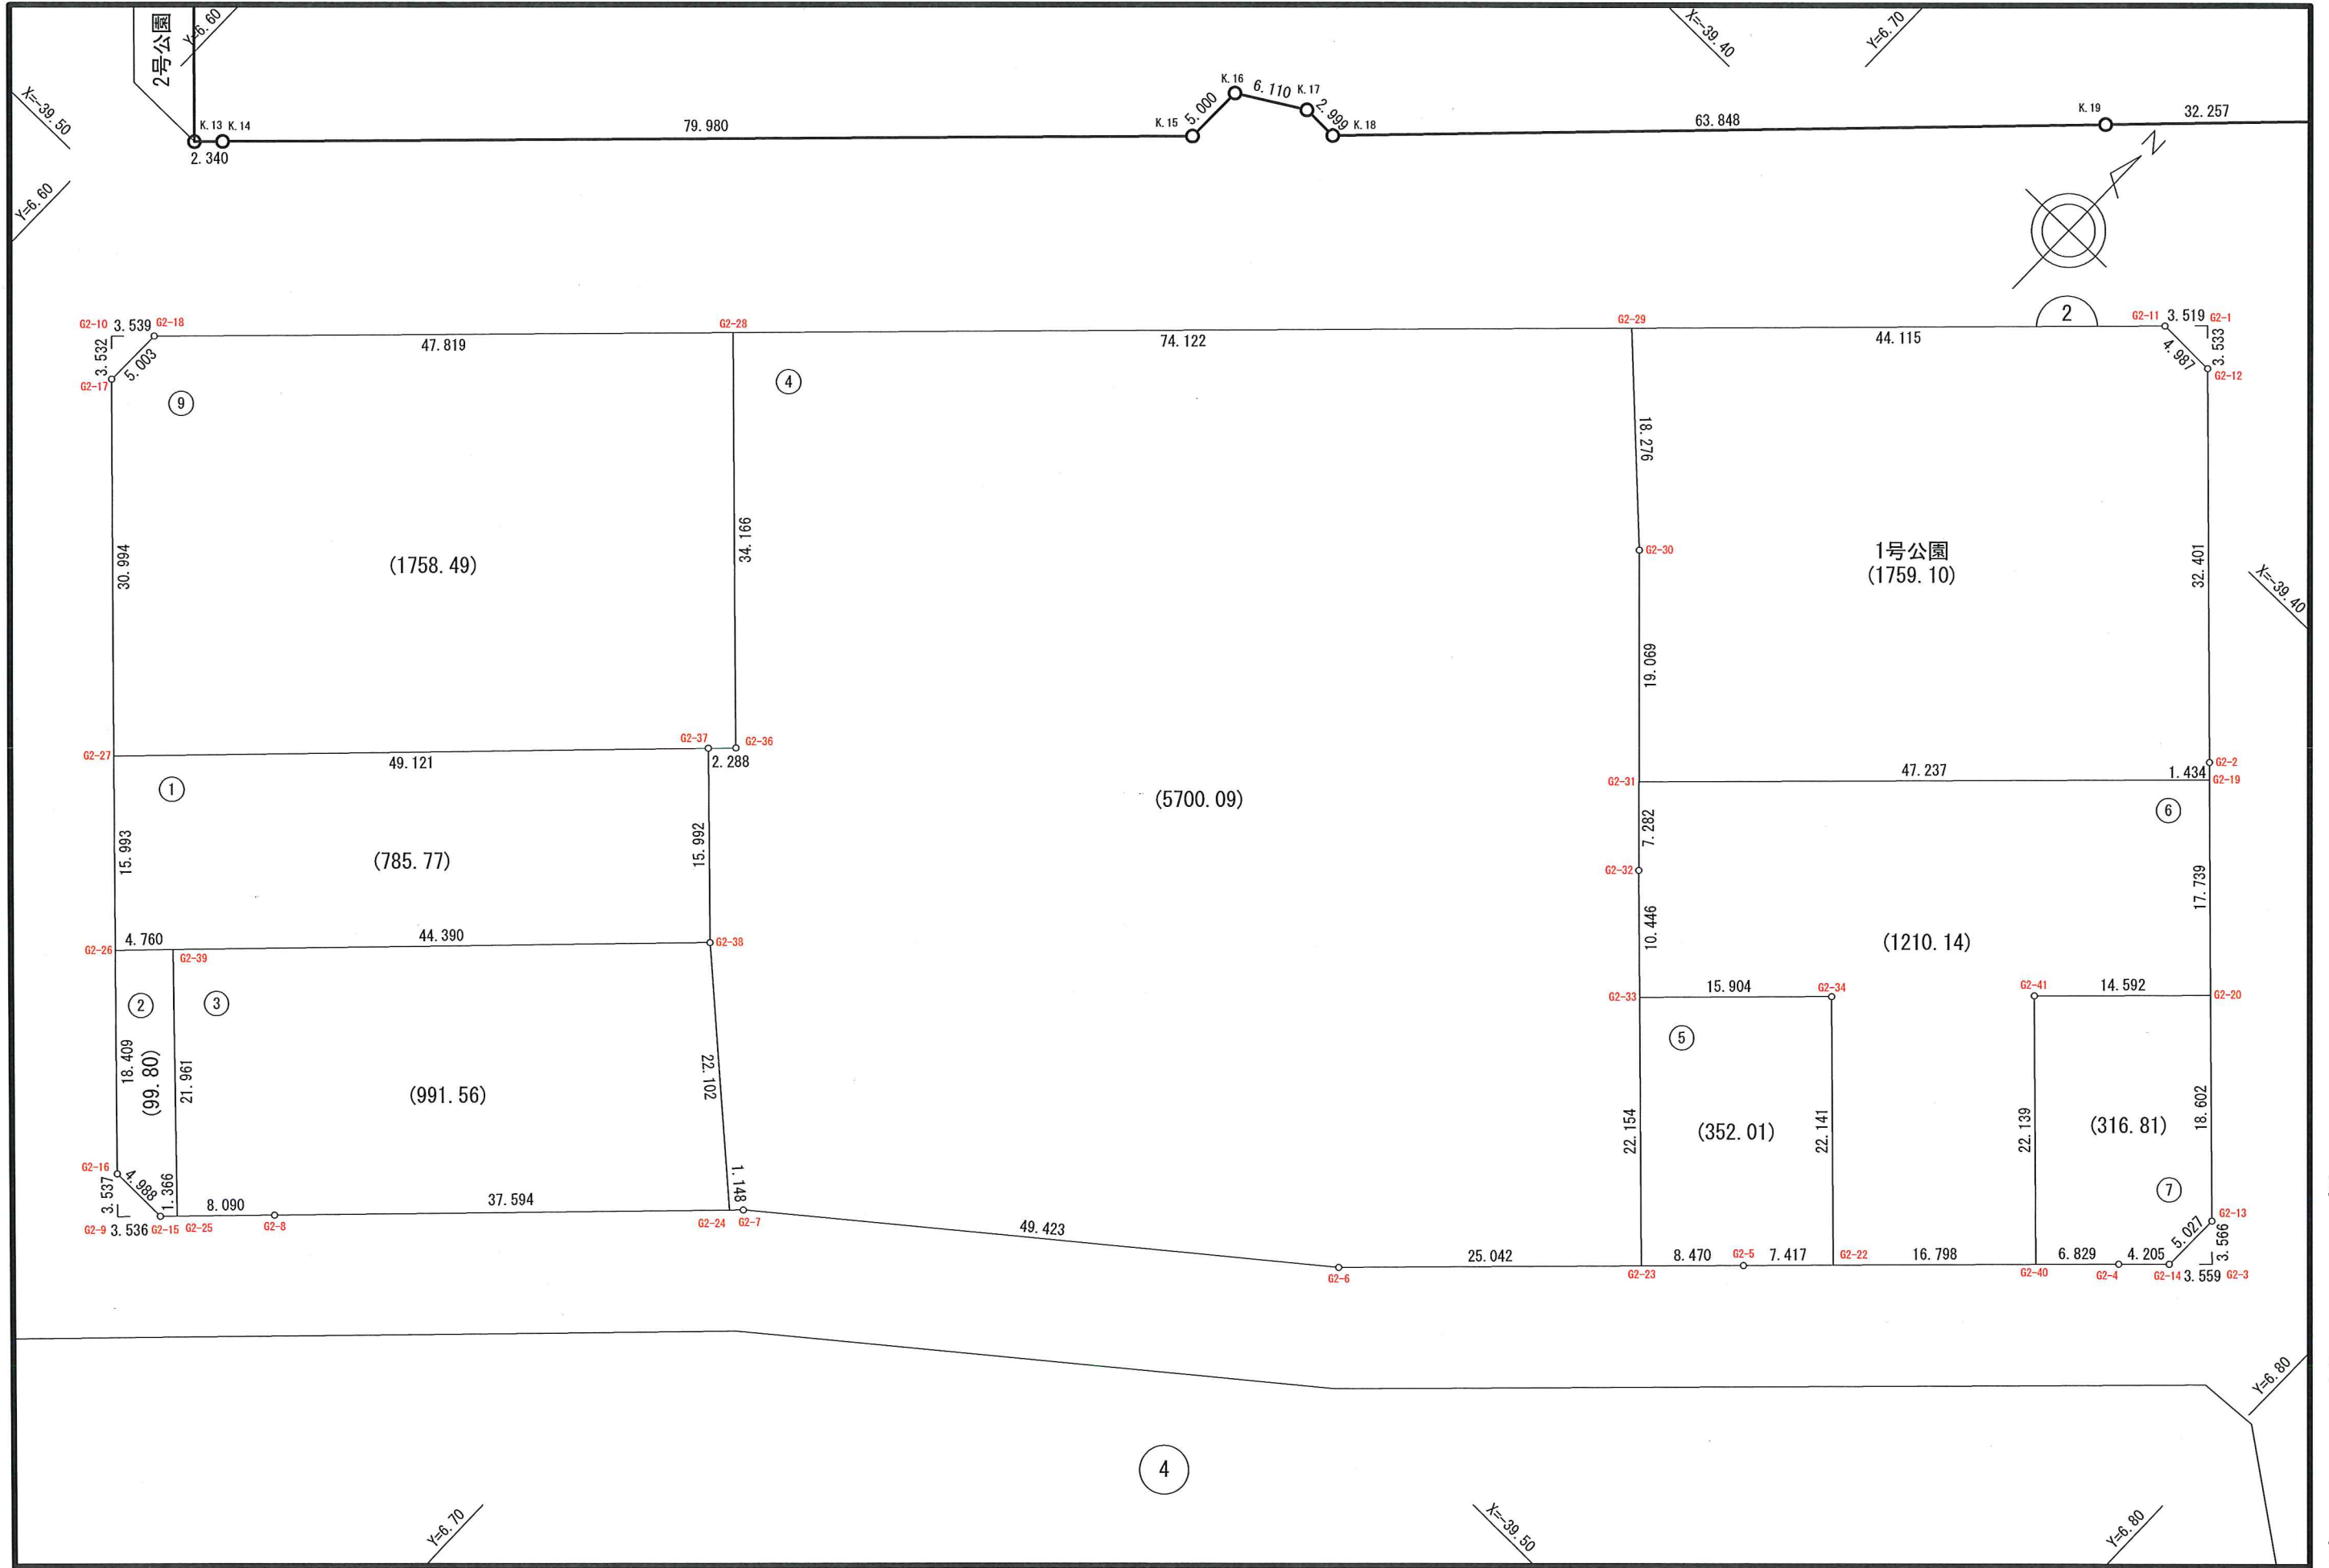 2号公園
Y=6.60
X=-39.40
Y=6.70
X=-39.50
Y=6.60
K.13
K.14
2.340
79.980
K.15
5.000
K.16
6.110
K.17
2.999
K.18
63.848
K.19
32.257
N
2
G2-10
3.539
G2-18
3.532
5.003
G2-17
47.819
G2-28
74.122
G2-29
44.115
G2-11
3.519
G2-1
3.533
4.987
G2-12
9
4
30.994
(1758.49)
34.166
18.276
G2-30
1号公園
(1759.10)
32.401
X=-39.40
19.069
G2-27
49.121
G2-37
G2-36
2.288
G2-31
47.237
1.434
G2-2
G2-19
1
(5700.09)
6
15.993
(785.77)
15.992
7.282
G2-32
17.739
G2-26
4.760
44.390
G2-38
G2-39
10.446
(1210.14)
2
3
G2-33
15.904
G2-34
G2-41
14.592
G2-20
5
18.409
(99.80)
21.961
(991.56)
22.102
22.154
(352.01)
22.141
22.139
(316.81)
18.602
G2-16
4.988
3.537
1.366
1.148
7
G2-13
5.027
3.566
G2-9
3.536
G2-15
G2-25
8.090
G2-8
37.594
G2-24
G2-7
49.423
G2-6
25.042
G2-23
8.470
G2-5
7.417
G2-22
16.798
G2-40
6.829
G2-4
4.205
G2-14
3.559
G2-3
Y=6.80
4
Y=6.70
X=-39.50
Y=6.80